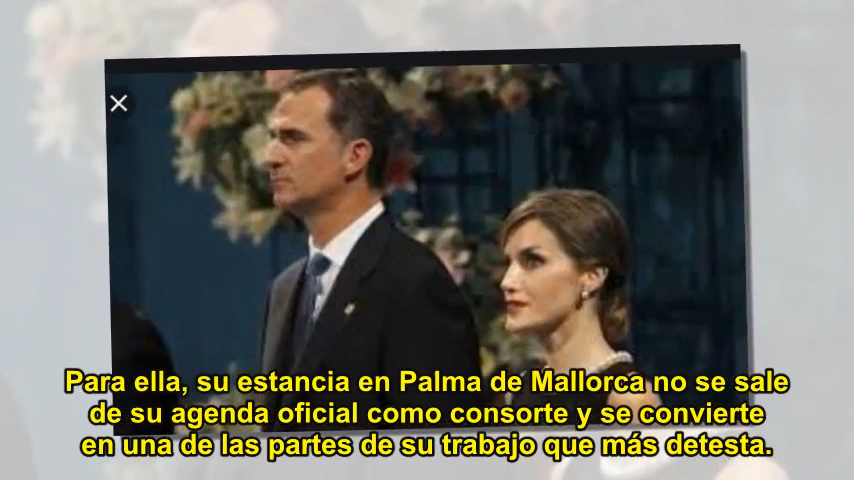 Para ella, su estancia en Palma de Mallorca no se sale
de su agenda oficial como consorte y se convierte
en una de las partes de su trabajo que más detesta.